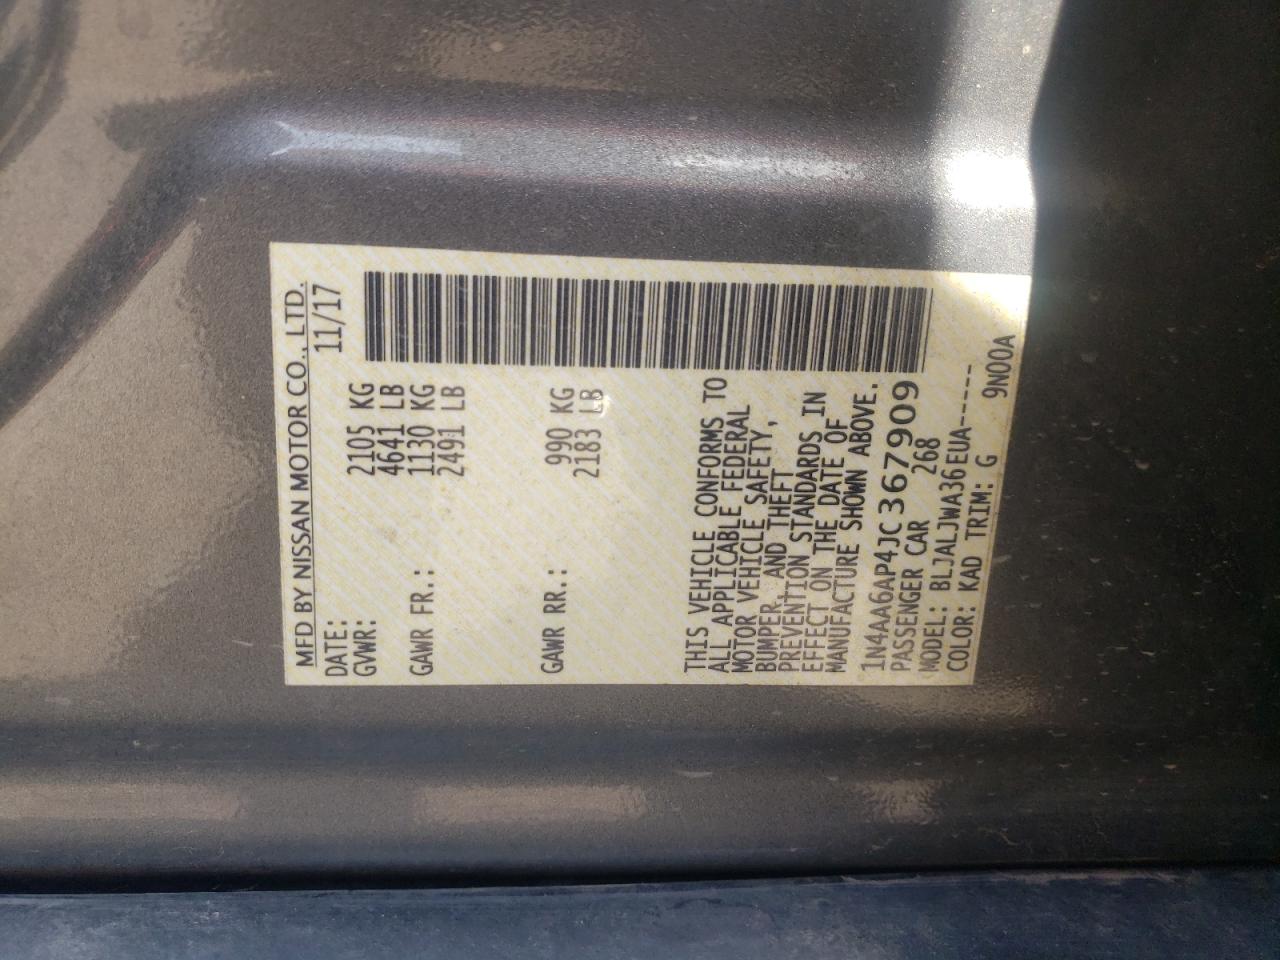 MFD BY NISSAN MOTOR CO., LTD.
DATE: 11/17
GVWR: 2105 KG
4641 LB
GAWR FR.: 1130 KG
2491 LB
GAWR RR.: 990 KG
2183 LB
THIS VEHICLE CONFORMS TO
ALL APPLICABLE FEDERAL
MOTOR VEHICLE SAFETY,
BUMPER, AND THEFT
PREVENTION STANDARDS IN
EFFECT ON THE DATE OF
MANUFACTURE SHOWN ABOVE.
1N4AA6AP4JC367909
PASSENGER CAR 268
MODEL: BLJALJWA36EUA-----
COLOR: KAD TRIM: G 9N00A